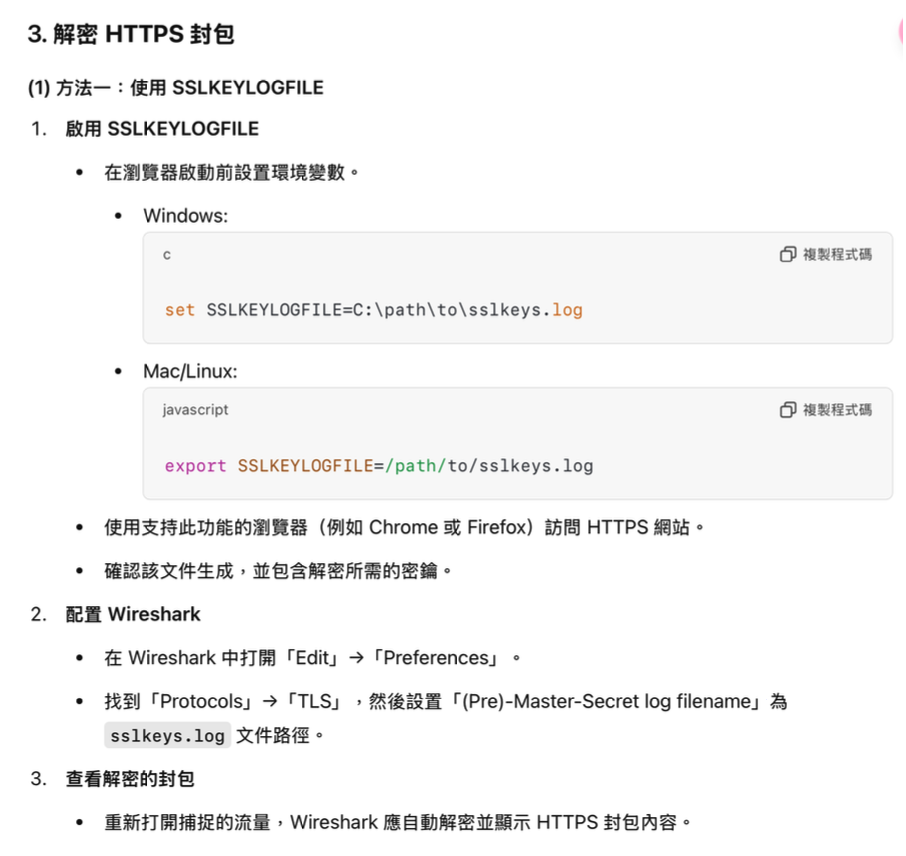 3. 解密 HTTPS 封包
(1) 方法一：使用 SSLKEYLOGFILE
1. 啟用 SSLKEYLOGFILE
• 在瀏覽器啟動前設置環境變數。
• Windows:
c 複製程式碼
set SSLKEYLOGFILE=C:\path\to\sslkeys.log
• Mac/Linux:
javascript 複製程式碼
export SSLKEYLOGFILE=/path/to/sslkeys.log
• 使用支持此功能的瀏覽器（例如 Chrome 或 Firefox）訪問 HTTPS 網站。
• 確認該文件生成，並包含解密所需的密鑰。
2. 配置 Wireshark
• 在 Wireshark 中打開「Edit」→「Preferences」。
• 找到「Protocols」→「TLS」，然後設置「(Pre)-Master-Secret log filename」為
sslkeys.log 文件路徑。
3. 查看解密的封包
• 重新打開捕捉的流量，Wireshark 應自動解密並顯示 HTTPS 封包內容。